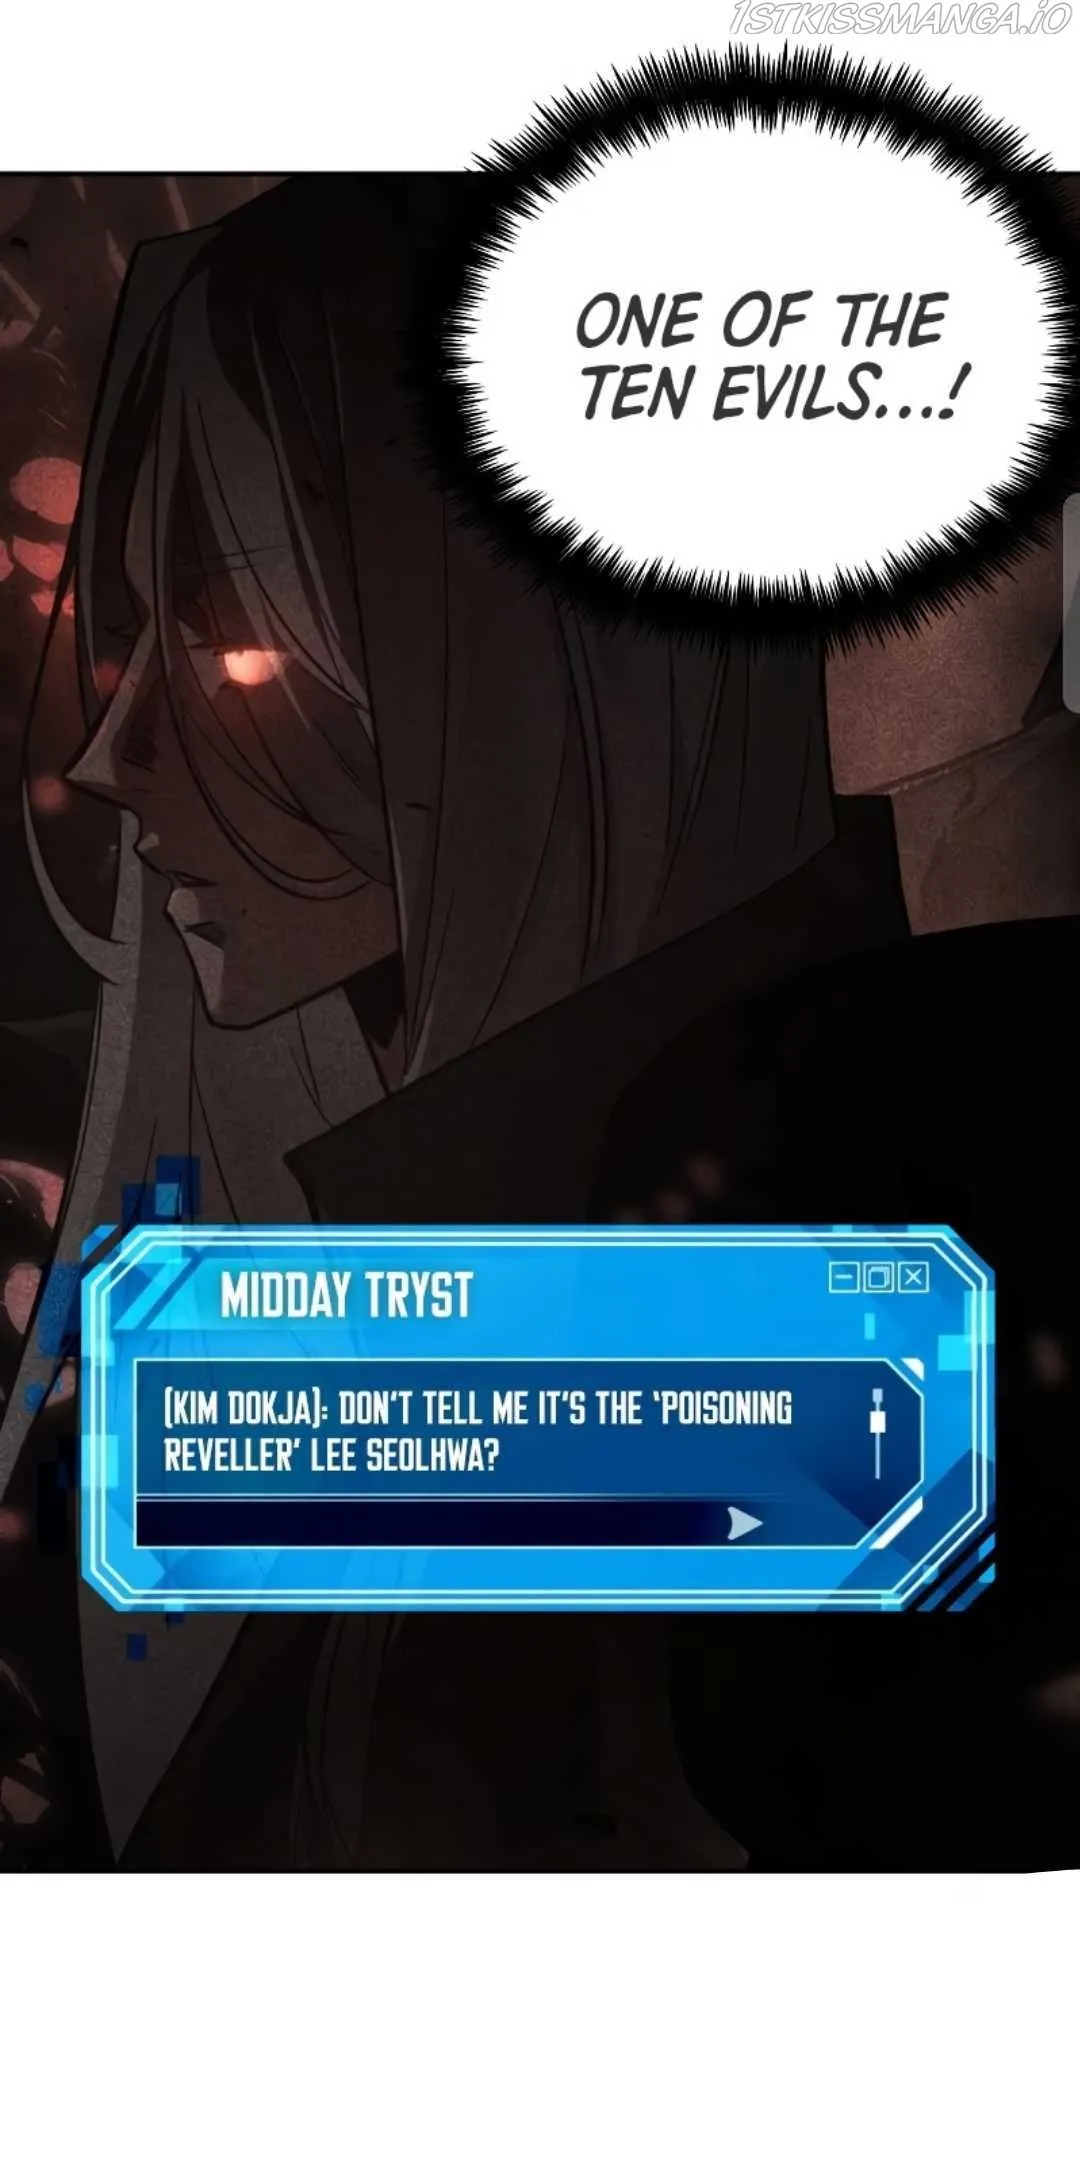 1STKISSMANGA.iO
ONE OF THE
TEN EVILS...!
MIDDAY TRYST
[KIM DOKJA]: DON'T TELL ME IT'S THE 'POISONING
REVELLER' LEE SEOLHWA?